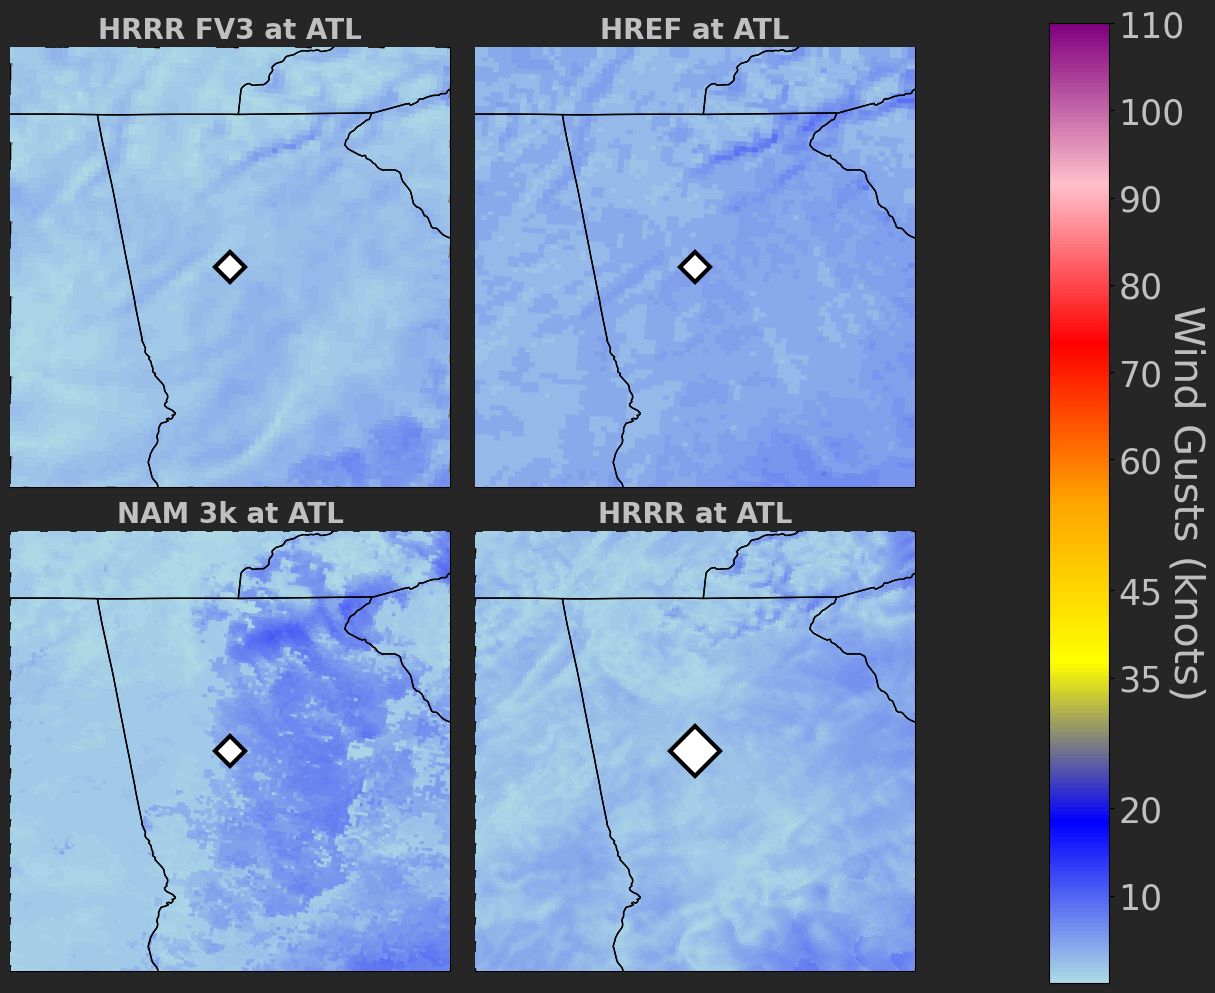 HRRR FV3 at ATL
HREF at ATL
NAM 3k at ATL
HRRR at ATL
110
100
90
80
70
60
45
35
20
10
Wind Gusts (knots)